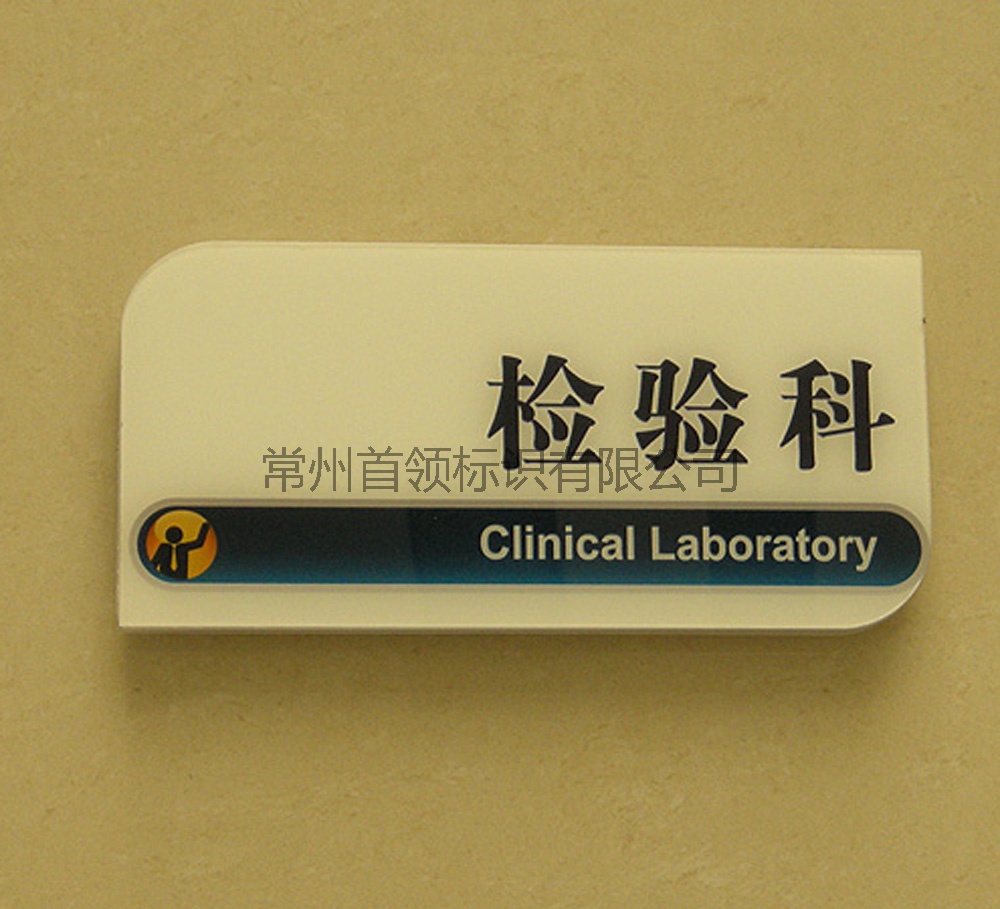 检验科
常州首领标识有限公司
Clinical Laboratory